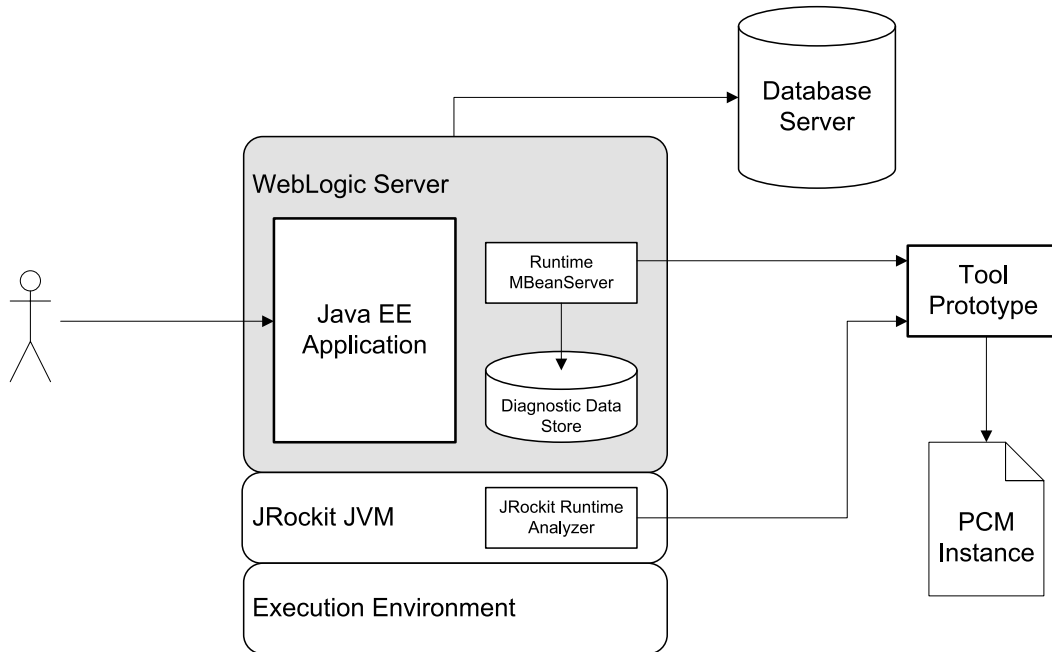 Database
Server
WebLogic Server
Java EE
Application
Runtime
MBeanServer
Diagnostic Data
Store
Tool
Prototype
JRockit JVM
JRockit Runtime
Analyzer
PCM
Instance
Execution Environment